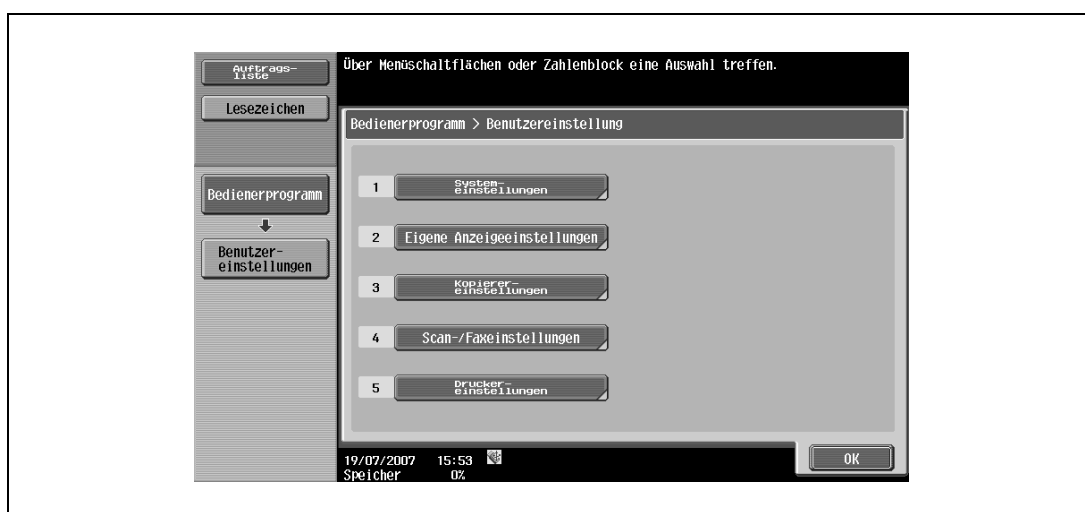 Auftrags-
liste
Lesezeichen
Bedienerprogramm
Benutzer-
einstellungen
Über Menüschaltflächen oder Zahlenblock eine Auswahl treffen.
Bedienerprogramm > Benutzereinstellung
1 System-
einstellungen
2 Eigene Anzeigeeinstellungen
3 Kopierer-
einstellungen
4 Scan-/Faxeinstellungen
5 Drucker-
einstellungen
19/07/2007 15:53
Speicher 0%
OK